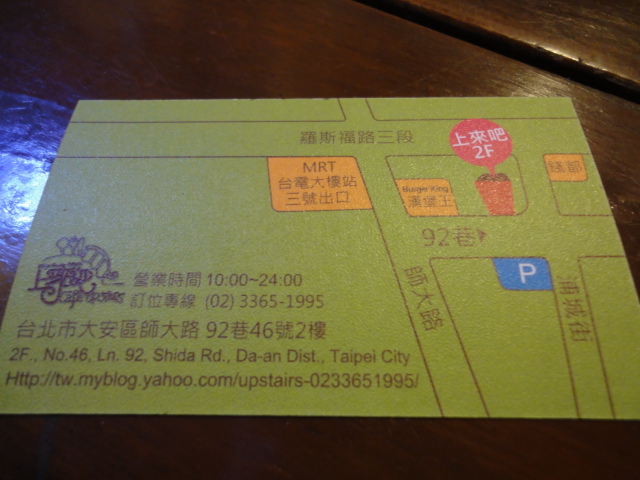 羅斯福路三段
上來吧
2F
MRT
台電大樓站
三號出口
Burger King
漢堡王
錢都
92巷
P
師大路
浦城街
營業時間 10:00~24:00
訂位專線 (02) 3365-1995
台北市大安區師大路 92巷46號2樓
2F., No.46, Ln. 92, Shida Rd., Da-an Dist., Taipei City
Http://tw.myblog.yahoo.com/upstairs-0233651995/